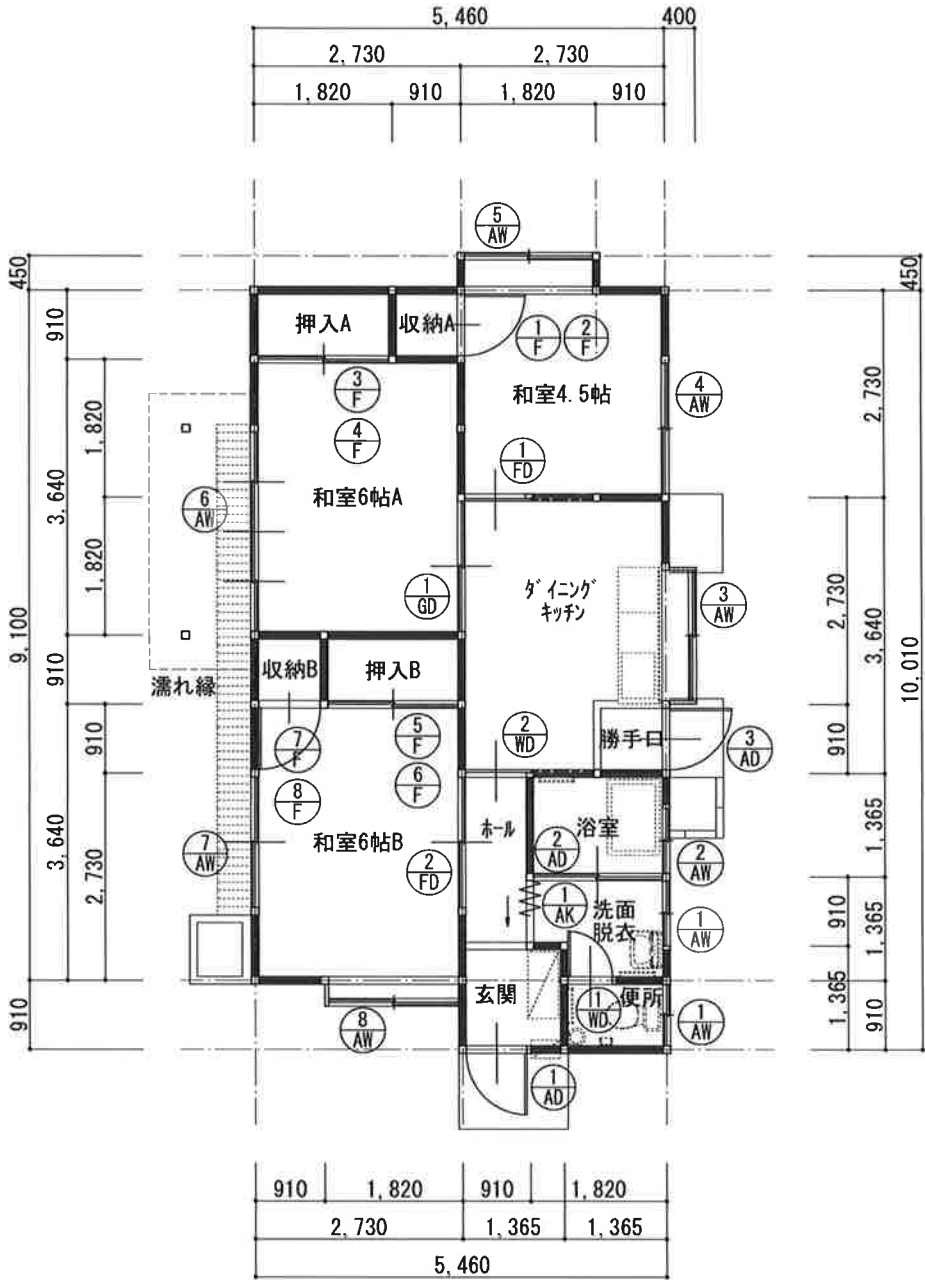 5,460
400
2,730
2,730
1,820
910
1,820
910
5
AW
450
450
押入A
収納A
1
F
2
F
910
3
F
4
AW
和室4.5帖
2,730
4
F
1,820
1
FD
3,640
和室6帖A
6
AW
ダイニング
キッチン
1,820
1
GD
3
AW
2,730
3,640
9,100
10,010
収納B
押入B
910
濡れ縁
7
F
5
F
2
WD
勝手口
3
AD
910
910
6
F
8
F
ホール
浴室
1,365
和室6帖B
3,640
2,730
7
AW
2
FD
2
AD
2
AW
1
AK
洗面
脱衣
1
AW
910
1,365
玄関
1
WD
便所
1,365
910
910
8
AW
1
AW
1
AD
910
1,820
910
1,820
2,730
1,365
1,365
5,460